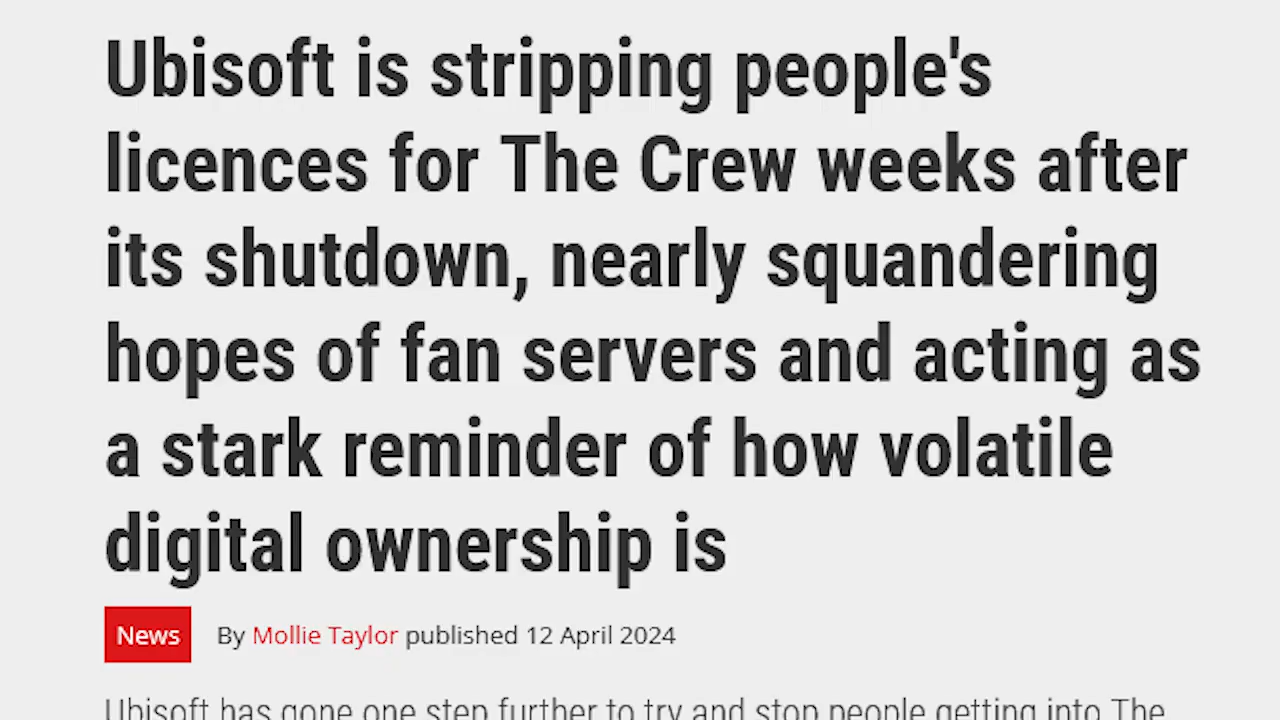 Ubisoft is stripping people's
licences for The Crew weeks after
its shutdown, nearly squandering
hopes of fan servers and acting as
a stark reminder of how volatile
digital ownership is
News By Mollie Taylor published 12 April 2024
Ubisoft has gone one step further to try and stop people getting into The